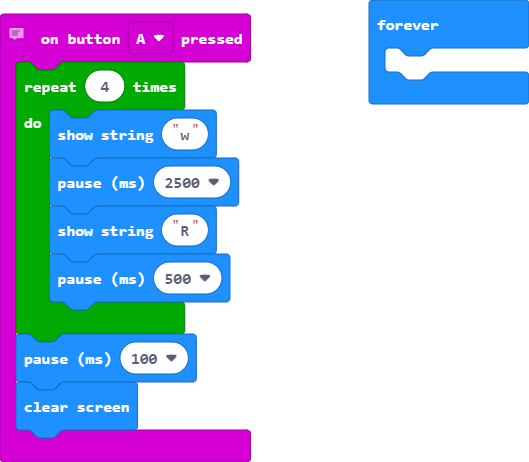 on button A pressed
repeat 4 times
do
show string "w"
pause (ms) 2500
show string "R"
pause (ms) 500
pause (ms) 100
clear screen
forever